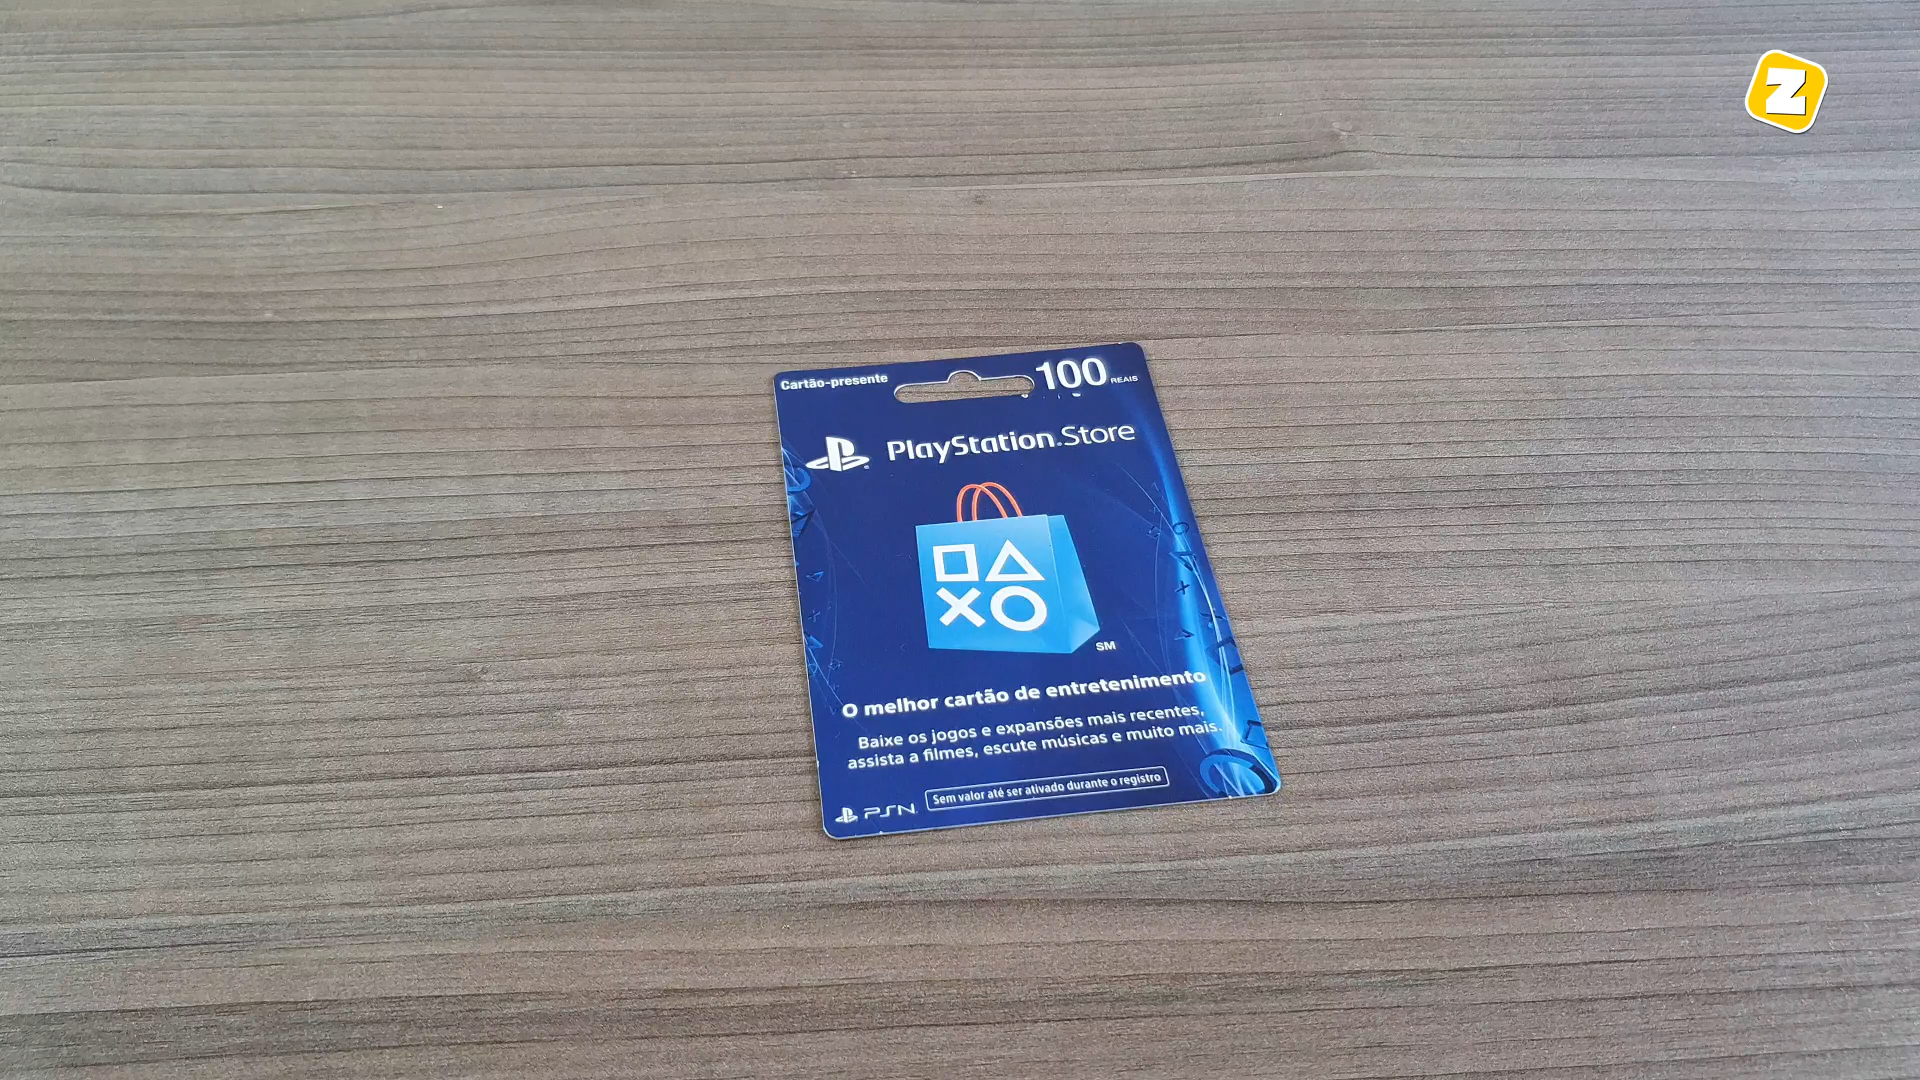 Z
Cartão-presente
100 REAIS
PlayStation.Store
SM
O melhor cartão de entretenimento
Baixe os jogos e expansões mais recentes,
assista a filmes, escute músicas e muito mais.
PSN
Sem valor até ser ativado durante o registro